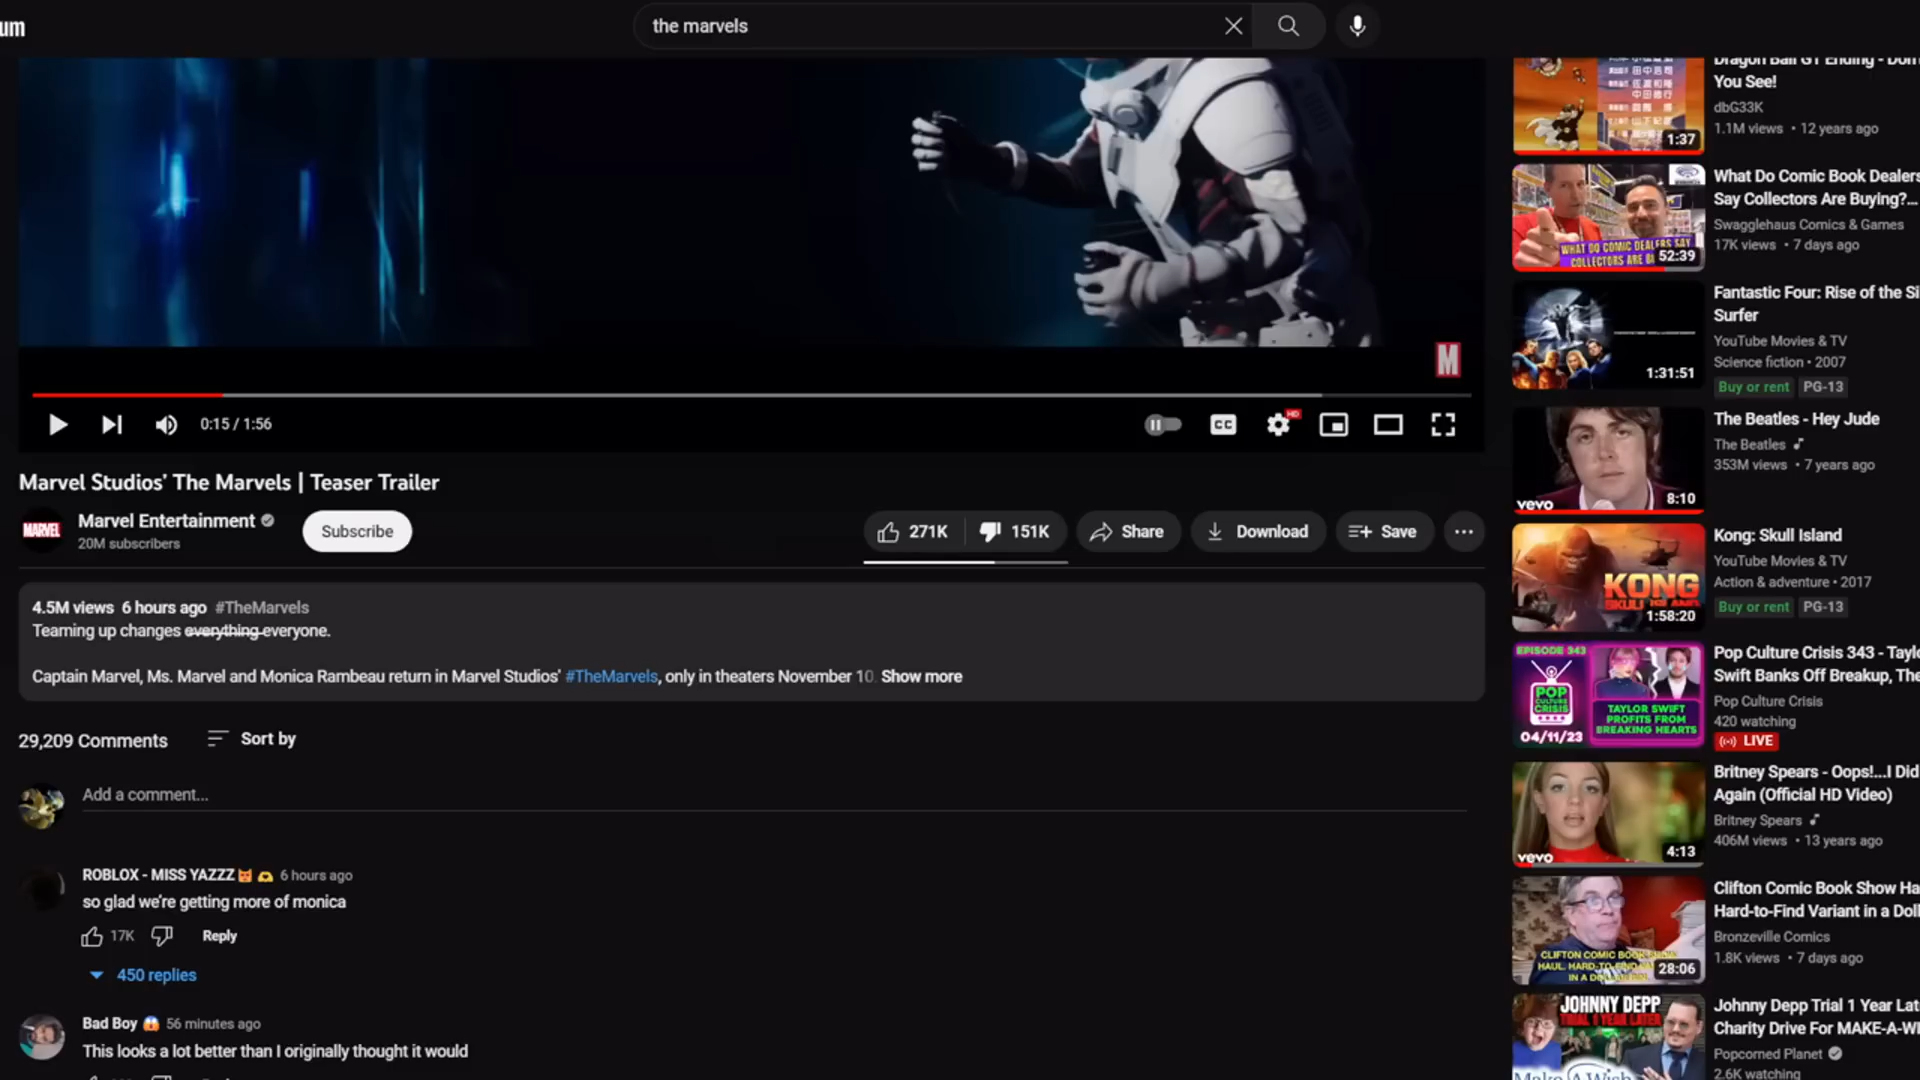 um
the marvels
M
0:15 / 1:56
CC
HD
Marvel Studios' The Marvels | Teaser Trailer
MARVEL
Marvel Entertainment
20M subscribers
Subscribe
271K
151K
Share
Download
Save
4.5M views 6 hours ago #TheMarvels
Teaming up changes everything everyone.
Captain Marvel, Ms. Marvel and Monica Rambeau return in Marvel Studios' #TheMarvels, only in theaters November 10. Show more
29,209 Comments
Sort by
Add a comment...
ROBLOX - MISS YAZZZ 6 hours ago
so glad we're getting more of monica
17K
Reply
450 replies
Bad Boy 56 minutes ago
This looks a lot better than I originally thought it would
Dragon Ball GT Ending - Don
You See!
dbG33K
1.1M views • 12 years ago
1:37
What Do Comic Book Dealers
Say Collectors Are Buying?...
Swagglehaus Comics & Games
17K views • 7 days ago
WHAT DO COMIC DEALERS SAY
COLLECTORS ARE
52:39
Fantastic Four: Rise of the Si
Surfer
YouTube Movies & TV
Science fiction • 2007
Buy or rent PG-13
1:31:51
The Beatles - Hey Jude
The Beatles
353M views • 7 years ago
vevo
8:10
Kong: Skull Island
YouTube Movies & TV
Action & adventure • 2017
Buy or rent PG-13
KONG
SKULL ISLAND
1:58:20
Pop Culture Crisis 343 - Taylo
Swift Banks Off Breakup, The
Pop Culture Crisis
420 watching
LIVE
EPISODE 343
POP
CULTURE
CRISIS
TAYLOR SWIFT
PROFITS FROM
BREAKING HEARTS
04/11/23
Britney Spears - Oops!...I Did
Again (Official HD Video)
Britney Spears
406M views • 13 years ago
vevo
4:13
Clifton Comic Book Show Ha
Hard-to-Find Variant in a Doll
Bronzeville Comics
1.8K views • 7 days ago
CLIFTON COMIC BOOK
HAUL. HARD-TO-FIND
IN A
28:06
Johnny Depp Trial 1 Year Lat
Charity Drive For MAKE-A-WI
Popcorned Planet
2.6K watching
JOHNNY DEPP
TRIAL 1 YEAR LATER
Make A Wish